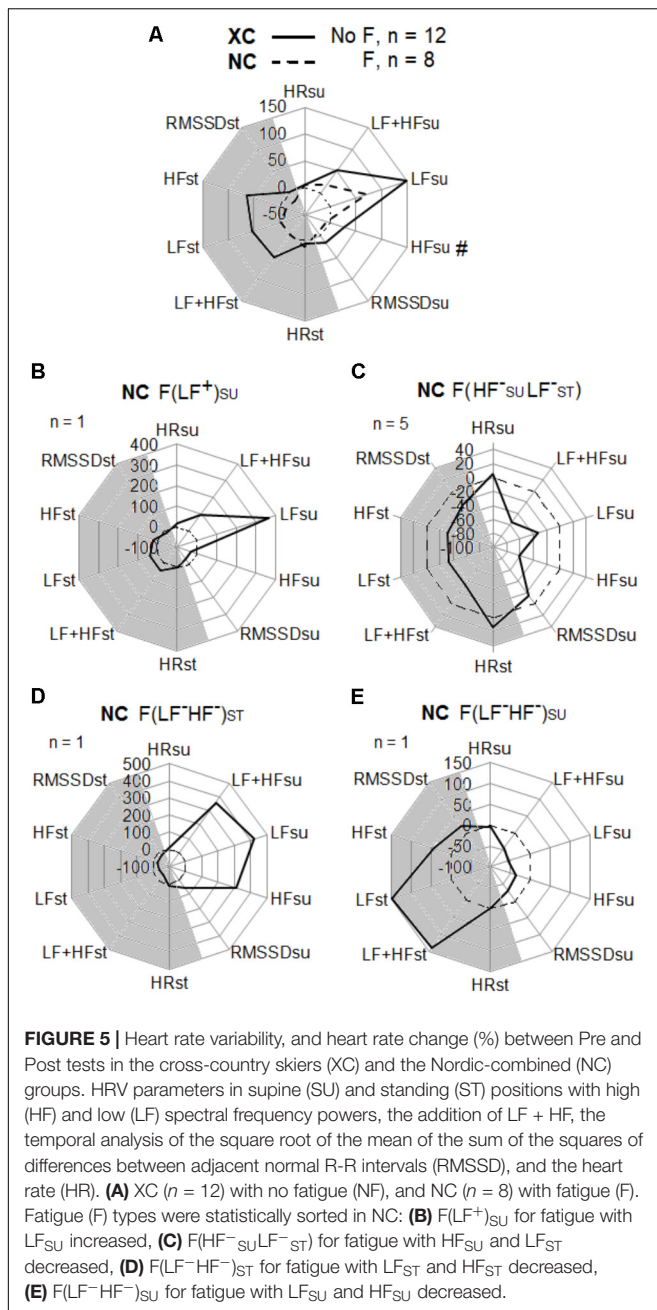 A
XC No F, n = 12
NC F, n = 8
HRsu
150
100
50
0
-50
LF+HFsu
LFsu
HFsu #
RMSSDsu
HRst
LF+HFst
LFst
HFst
RMSSDst
B
NC F(LF⁺)SU
n = 1
HRsu
400
300
200
100
0
-100
LF+HFsu
LFsu
HFsu
RMSSDsu
HRst
LF+HFst
LFst
HFst
RMSSDst
C
NC F(HF⁻SU LF⁻ST)
n = 5
HRsu
40
20
0
-20
-40
-60
-80
-100
LF+HFsu
LFsu
HFsu
RMSSDsu
HRst
LF+HFst
LFst
HFst
RMSSDst
D
NC F(LF⁻HF⁻)ST
n = 1
HRsu
500
400
300
200
100
0
-100
LF+HFsu
LFsu
HFsu
RMSSDsu
HRst
LF+HFst
LFst
HFst
RMSSDst
E
NC F(LF⁻HF⁻)SU
n = 1
HRsu
150
100
50
0
-50
-100
LF+HFsu
LFsu
HFsu
RMSSDsu
HRst
LF+HFst
LFst
HFst
RMSSDst
FIGURE 5 | Heart rate variability, and heart rate change (%) between Pre and
Post tests in the cross-country skiers (XC) and the Nordic-combined (NC)
groups. HRV parameters in supine (SU) and standing (ST) positions with high
(HF) and low (LF) spectral frequency powers, the addition of LF + HF, the
temporal analysis of the square root of the mean of the sum of the squares of
differences between adjacent normal R-R intervals (RMSSD), and the heart
rate (HR). (A) XC (n = 12) with no fatigue (NF), and NC (n = 8) with fatigue (F).
Fatigue (F) types were statistically sorted in NC: (B) F(LF⁺)SU for fatigue with
LFSU increased, (C) F(HF⁻SULF⁻ST) for fatigue with HFSU and LFST
decreased, (D) F(LF⁻HF⁻)ST for fatigue with LFST and HFST decreased,
(E) F(LF⁻HF⁻)SU for fatigue with LFSU and HFSU decreased.